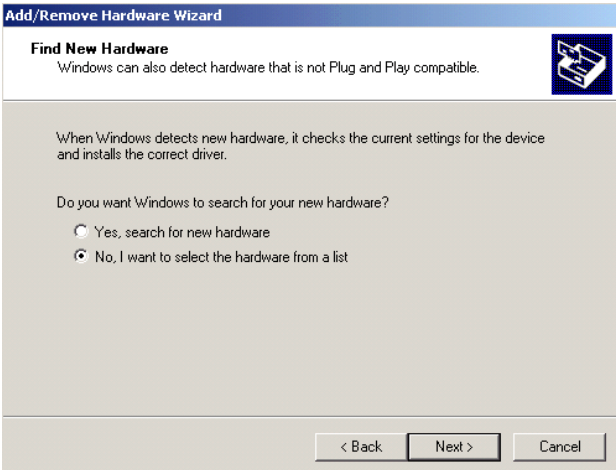 Add/Remove Hardware Wizard
Find New Hardware
Windows can also detect hardware that is not Plug and Play compatible.
When Windows detects new hardware, it checks the current settings for the device
and installs the correct driver.
Do you want Windows to search for your new hardware?
Yes, search for new hardware
No, I want to select the hardware from a list
< Back Next > Cancel